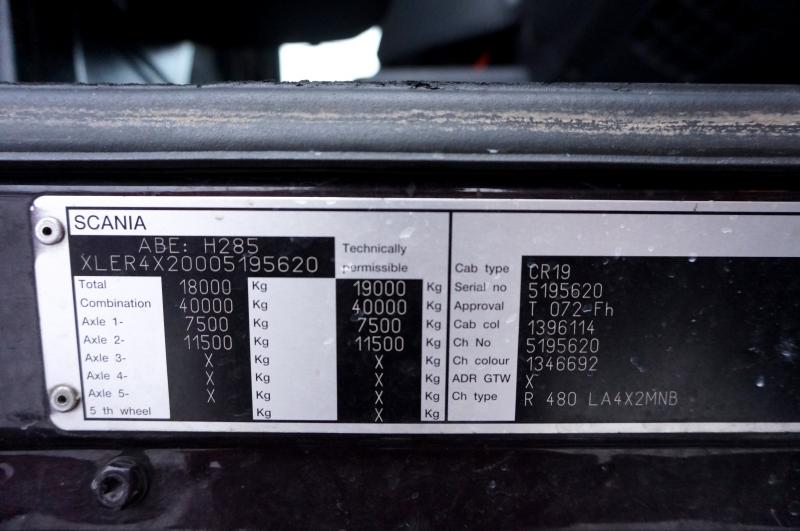 SCANIA
ABE: H285
XLER4X20005195620
Technically
permissible
Total 18000 Kg 19000 Kg
Combination 40000 Kg 40000 Kg
Axle 1- 7500 Kg 7500 Kg
Axle 2- 11500 Kg 11500 Kg
Axle 3- X Kg X Kg
Axle 4- X Kg X Kg
Axle 5- X Kg X Kg
5 th wheel Kg X Kg
Cab type CR19
Serial no 5195620
Approval T 072-Fh
Cab col 1396114
Ch No 5195620
Ch colour 1346692
ADR GTW X
Ch type R 480 LA4X2MNB